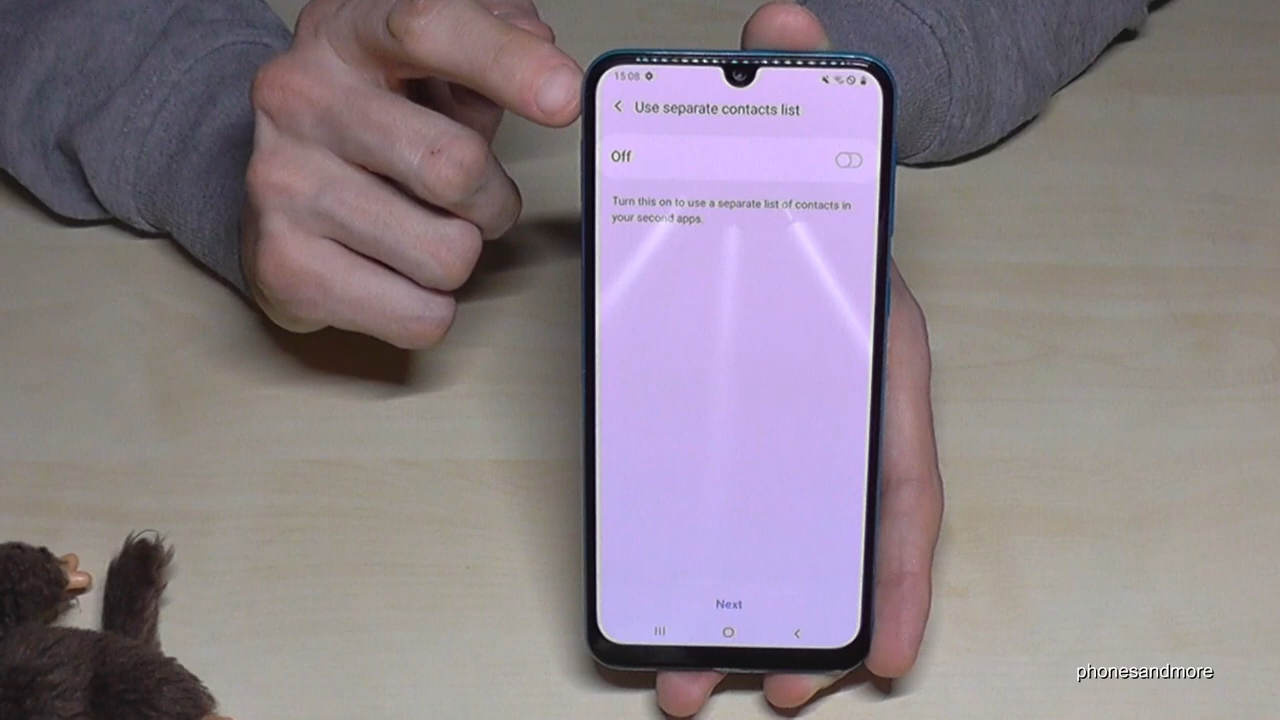 15:08
Use separate contacts list
Off
Turn this on to use a separate list of contacts in
your second apps.
Next
phonesandmore